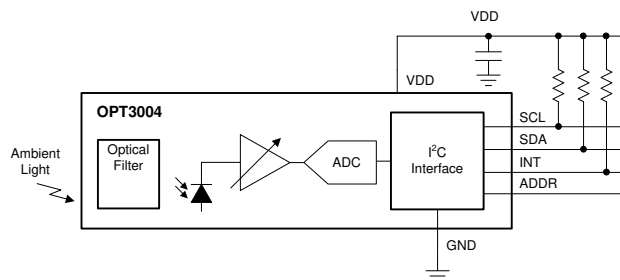 VDD
VDD
OPT3004
Optical
Filter
Ambient
Light
ADC
I²C
Interface
SCL
SDA
INT
ADDR
GND